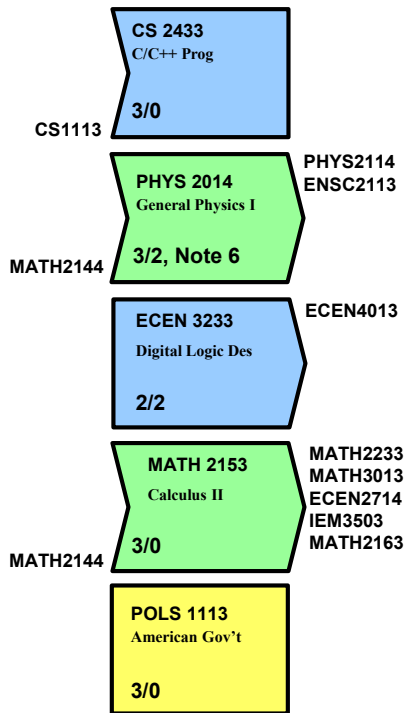 CS 2433
C/C++ Prog
3/0
CS1113
PHYS2114
ENSC2113
PHYS 2014
General Physics I
3/2, Note 6
MATH2144
ECEN4013
ECEN 3233
Digital Logic Des
2/2
MATH2233
MATH3013
ECEN2714
IEM3503
MATH2163
MATH 2153
Calculus II
3/0
MATH2144
POLS 1113
American Gov't
3/0